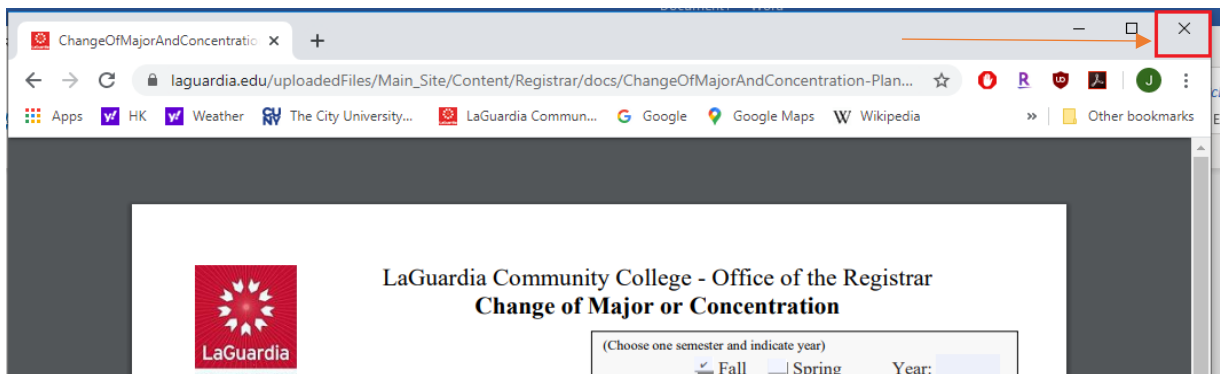 Document1 - Word
ChangeOfMajorAndConcentratio
laguardia.edu/uploadedFiles/Main_Site/Content/Registrar/docs/ChangeOfMajorAndConcentration-Plan...
R
J
Apps
HK
Weather
The City University...
LaGuardia Commun...
Google
Google Maps
W Wikipedia
»
Other bookmarks
LaGuardia Community College - Office of the Registrar
Change of Major or Concentration
LaGuardia
(Choose one semester and indicate year)
Fall Spring Year: